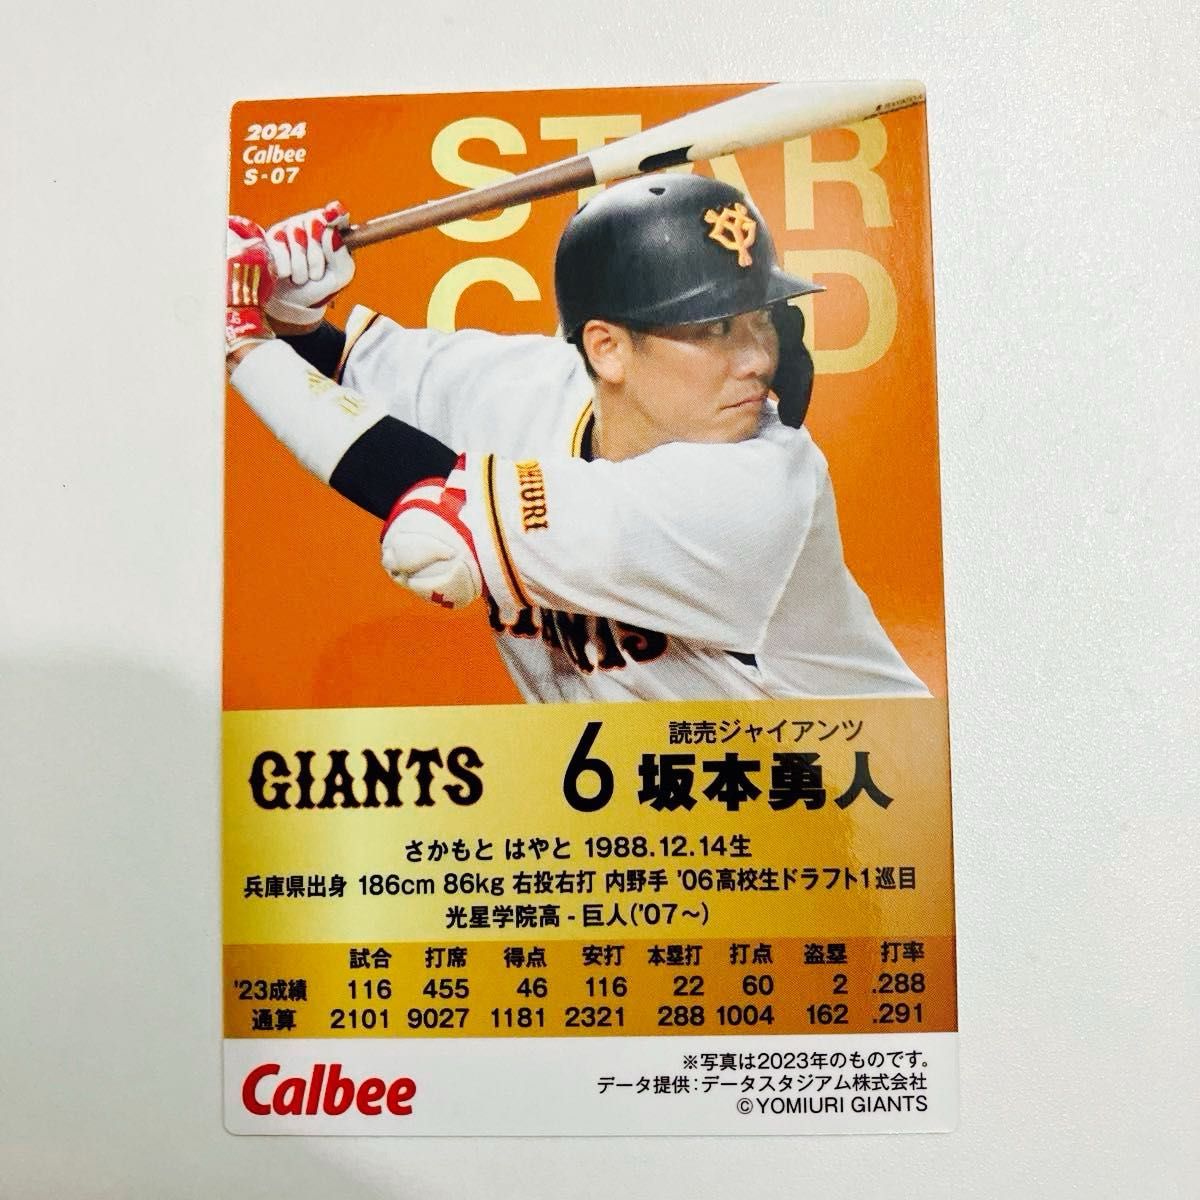 2024
Calbee
S-07
STAR
CARD
YOMIURI
GIANTS
GIANTS
6
読売ジャイアンツ
坂本勇人
さかもと はやと 1988.12.14生
兵庫県出身 186cm 86kg 右投右打 内野手 '06高校生ドラフト1巡目
光星学院高 - 巨人('07～)
試合 打席 得点 安打 本塁打 打点 盗塁 打率
'23成績 116 455 46 116 22 60 2 .288
通算 2101 9027 1181 2321 288 1004 162 .291
Calbee
※写真は2023年のものです。
データ提供:データスタジアム株式会社
©YOMIURI GIANTS